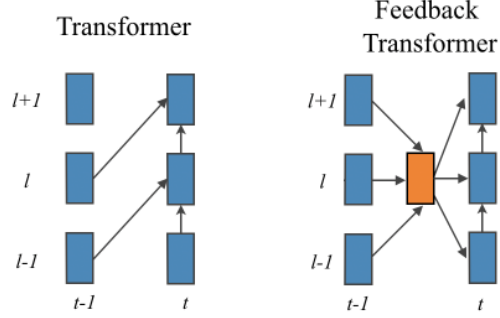 Transformer
l+1
l
l-1
t-1
t
Feedback
Transformer
l+1
l
l-1
t-1
t